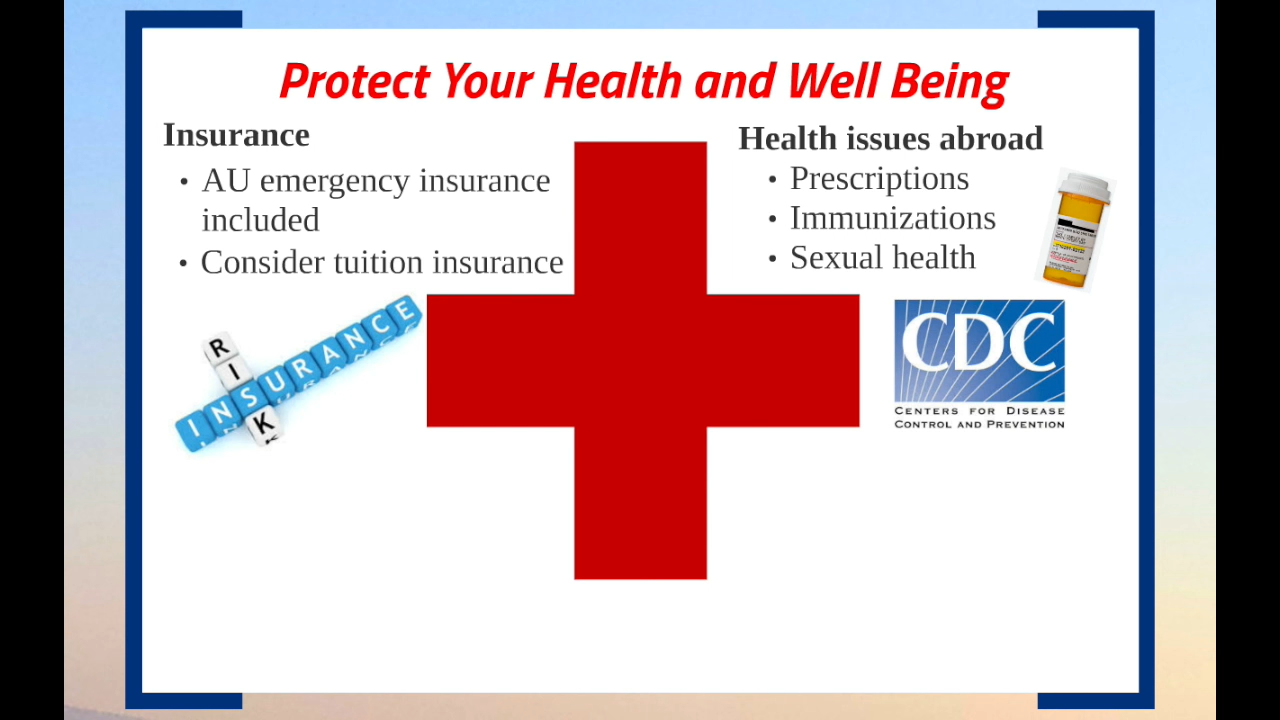 Protect Your Health and Well Being
Insurance
• AU emergency insurance
included
• Consider tuition insurance
Health issues abroad
• Prescriptions
• Immunizations
• Sexual health
RISK
INSURANCE
CDC
CENTERS FOR DISEASE
CONTROL AND PREVENTION